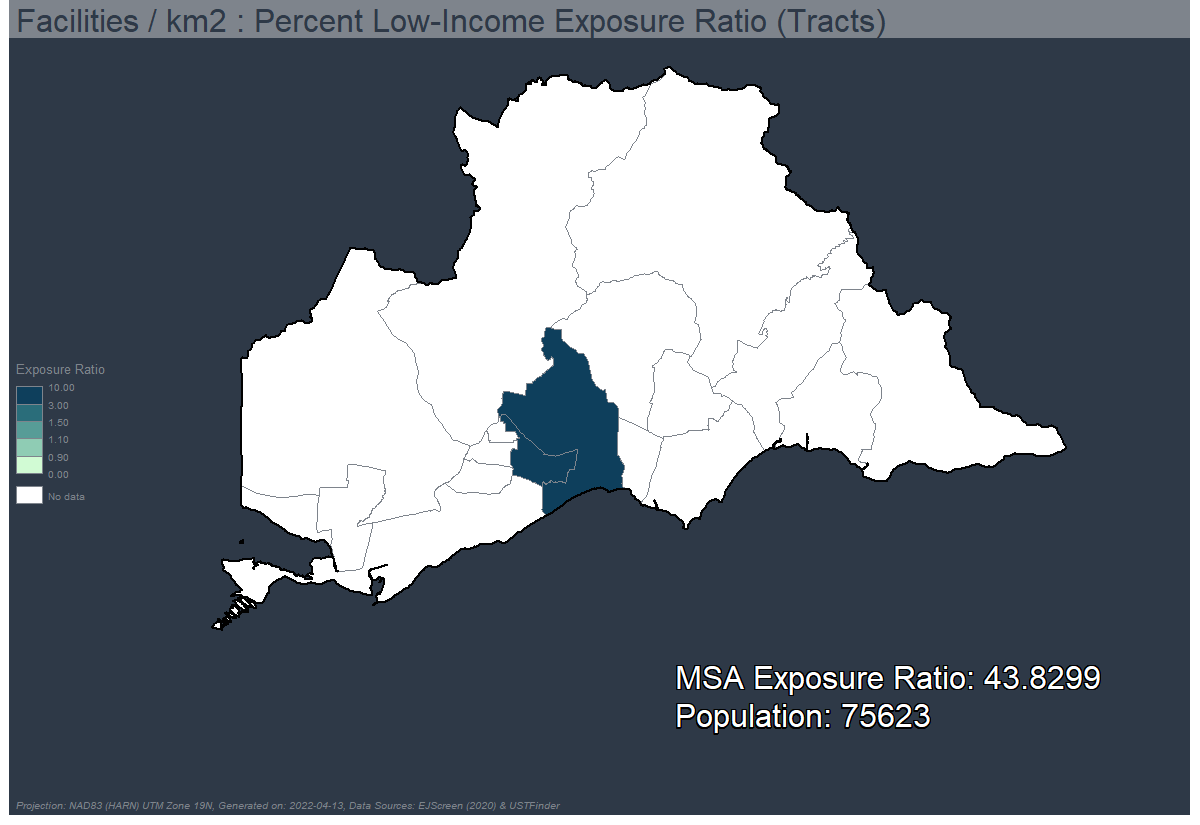 Facilities / km2 : Percent Low-Income Exposure Ratio (Tracts)
Exposure Ratio
10.00
3.00
1.50
1.10
0.90
0.00
No data
MSA Exposure Ratio: 43.8299
Population: 75623
Projection: NAD83 (HARN) UTM Zone 19N, Generated on: 2022-04-13, Data Sources: EJScreen (2020) & USTFinder